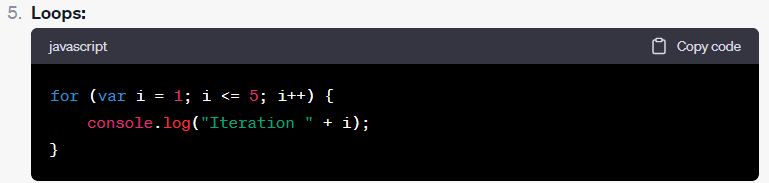 5. Loops:
javascript Copy code
for (var i = 1; i <= 5; i++) {
    console.log("Iteration " + i);
}